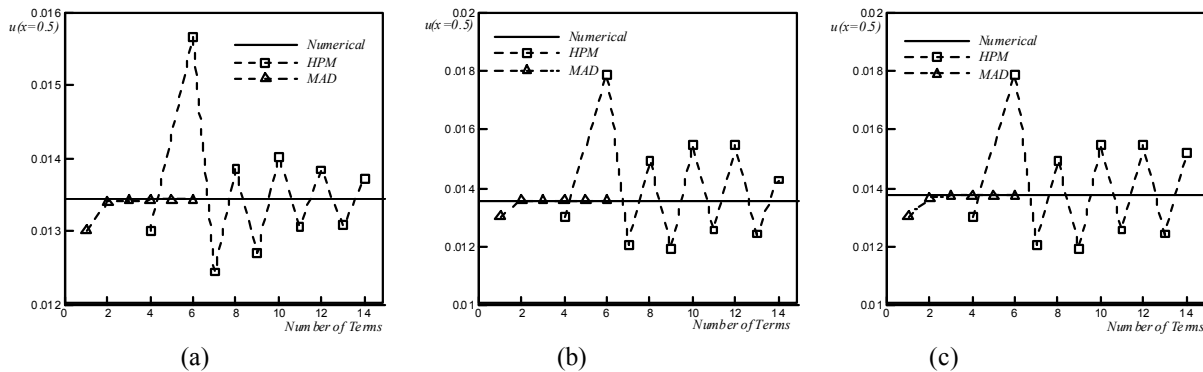 0.016
u(x=0.5)
0.015
0.014
0.013
0.012
0 2 4 6 8 10 12 14
Number of Terms
Numerical
HPM
MAD
(a)
0.02
u(x=0.5)
0.018
0.016
0.014
0.012
0.01
0 2 4 6 8 10 12 14
Number of Terms
Numerical
HPM
MAD
(b)
0.02
u(x=0.5)
0.018
0.016
0.014
0.012
0.01
0 2 4 6 8 10 12 14
Number of Terms
Numerical
HPM
MAD
(c)